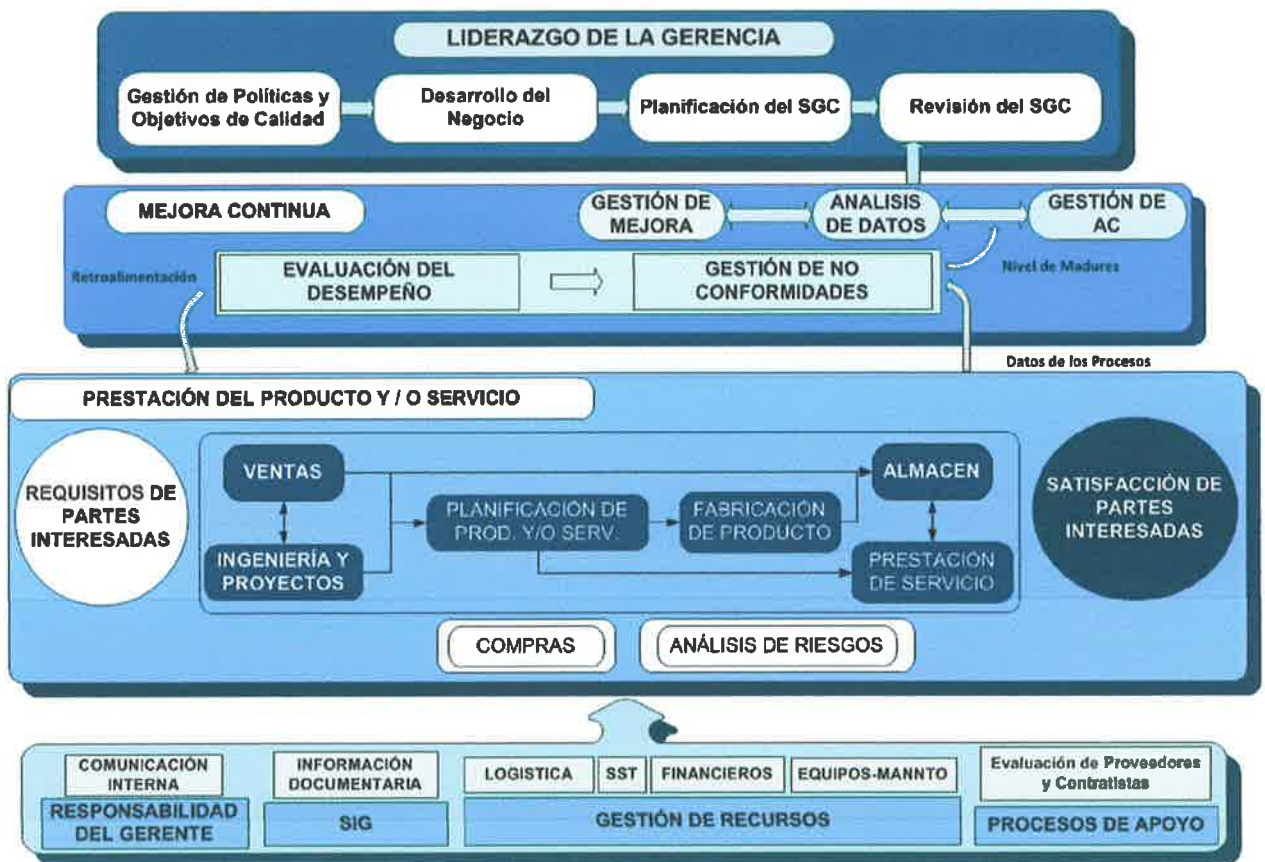 LIDERAZGO DE LA GERENCIA
Gestión de Políticas y
Objetivos de Calidad
Desarrollo del
Negocio
Planificación del SGC
Revisión del SGC
MEJORA CONTINUA
GESTIÓN DE
MEJORA
ANALISIS
DE DATOS
GESTIÓN DE
AC
Retroalimentación
EVALUACIÓN DEL
DESEMPEÑO
GESTIÓN DE NO
CONFORMIDADES
Nivel de Madures
Datos de los Procesos
PRESTACIÓN DEL PRODUCTO Y / O SERVICIO
REQUISITOS DE
PARTES
INTERESADAS
VENTAS
INGENIERÍA Y
PROYECTOS
PLANIFICACIÓN DE
PROD. Y/O SERV.
FABRICACIÓN
DE PRODUCTO
ALMACEN
PRESTACIÓN
DE SERVICIO
SATISFACCIÓN DE
PARTES
INTERESADAS
COMPRAS
ANÁLISIS DE RIESGOS
COMUNICACIÓN
INTERNA
RESPONSABILIDAD
DEL GERENTE
INFORMACIÓN
DOCUMENTARIA
SIG
LOGISTICA
SST
FINANCIEROS
EQUIPOS-MANNTO
GESTIÓN DE RECURSOS
Evaluación de Proveedores
y Contratistas
PROCESOS DE APOYO